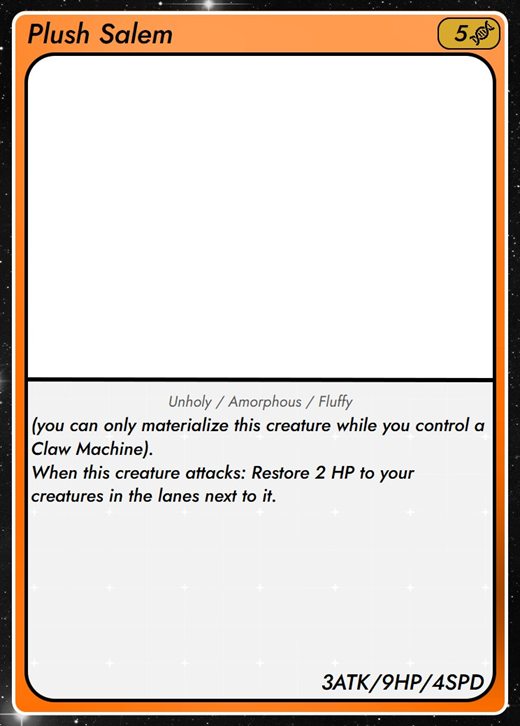 Plush Salem
5
Unholy / Amorphous / Fluffy
(you can only materialize this creature while you control a
Claw Machine).
When this creature attacks: Restore 2 HP to your
creatures in the lanes next to it.
3ATK/9HP/4SPD